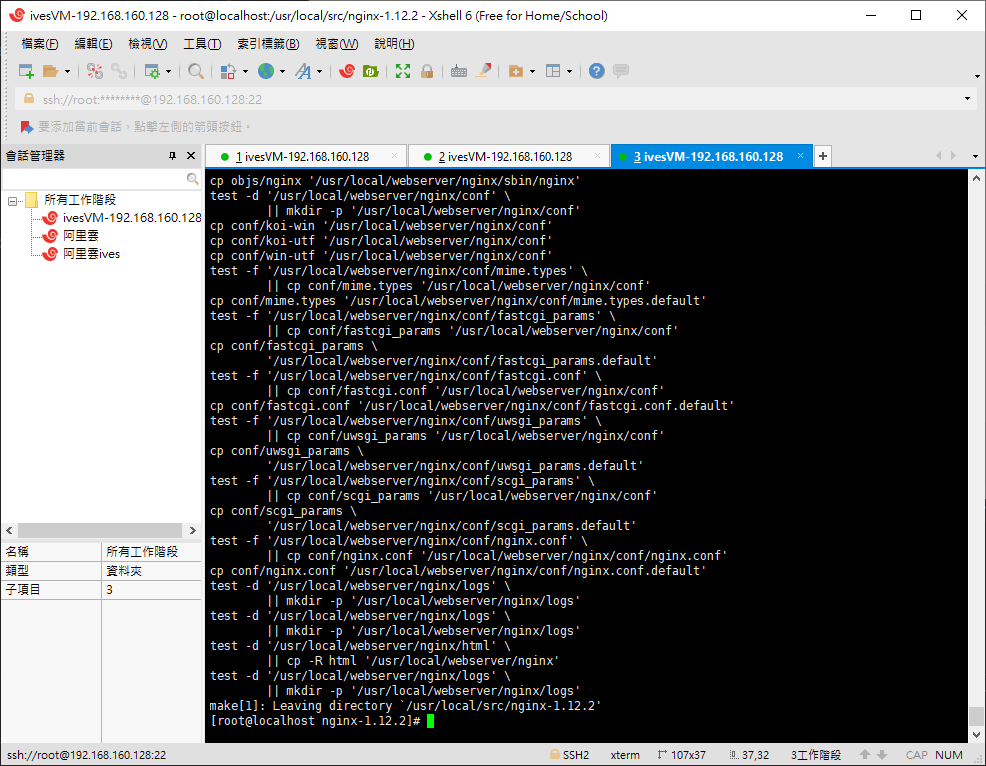 ivesVM-192.168.160.128 - root@localhost:/usr/local/src/nginx-1.12.2 - Xshell 6 (Free for Home/School)
檔案(F) 編輯(E) 檢視(V) 工具(T) 索引標籤(B) 視窗(W) 說明(H)
ssh://root:********@192.168.160.128:22
要添加當前會話，點擊左側的箭頭按鈕。
會話管理器
1 ivesVM-192.168.160.128
2 ivesVM-192.168.160.128
3 ivesVM-192.168.160.128
所有工作階段
ivesVM-192.168.160.128
阿里雲
阿里雲ives
名稱 所有工作階段
類型 資料夾
子項目 3
cp objs/nginx '/usr/local/webserver/nginx/sbin/nginx'
test -d '/usr/local/webserver/nginx/conf' \
|| mkdir -p '/usr/local/webserver/nginx/conf'
cp conf/koi-win '/usr/local/webserver/nginx/conf'
cp conf/koi-utf '/usr/local/webserver/nginx/conf'
cp conf/win-utf '/usr/local/webserver/nginx/conf'
test -f '/usr/local/webserver/nginx/conf/mime.types' \
|| cp conf/mime.types '/usr/local/webserver/nginx/conf'
cp conf/mime.types '/usr/local/webserver/nginx/conf/mime.types.default'
test -f '/usr/local/webserver/nginx/conf/fastcgi_params' \
|| cp conf/fastcgi_params '/usr/local/webserver/nginx/conf'
cp conf/fastcgi_params \
'/usr/local/webserver/nginx/conf/fastcgi_params.default'
test -f '/usr/local/webserver/nginx/conf/fastcgi.conf' \
|| cp conf/fastcgi.conf '/usr/local/webserver/nginx/conf'
cp conf/fastcgi.conf '/usr/local/webserver/nginx/conf/fastcgi.conf.default'
test -f '/usr/local/webserver/nginx/conf/uwsgi_params' \
|| cp conf/uwsgi_params '/usr/local/webserver/nginx/conf'
cp conf/uwsgi_params \
'/usr/local/webserver/nginx/conf/uwsgi_params.default'
test -f '/usr/local/webserver/nginx/conf/scgi_params' \
|| cp conf/scgi_params '/usr/local/webserver/nginx/conf'
cp conf/scgi_params \
'/usr/local/webserver/nginx/conf/scgi_params.default'
test -f '/usr/local/webserver/nginx/conf/nginx.conf' \
|| cp conf/nginx.conf '/usr/local/webserver/nginx/conf/nginx.conf'
cp conf/nginx.conf '/usr/local/webserver/nginx/conf/nginx.conf.default'
test -d '/usr/local/webserver/nginx/logs' \
|| mkdir -p '/usr/local/webserver/nginx/logs'
test -d '/usr/local/webserver/nginx/logs' \
|| mkdir -p '/usr/local/webserver/nginx/logs'
test -d '/usr/local/webserver/nginx/html' \
|| cp -R html '/usr/local/webserver/nginx'
test -d '/usr/local/webserver/nginx/logs' \
|| mkdir -p '/usr/local/webserver/nginx/logs'
make[1]: Leaving directory `/usr/local/src/nginx-1.12.2'
[root@localhost nginx-1.12.2]#
ssh://root@192.168.160.128:22 SSH2 xterm 107x37 37,32 3工作階段 CAP NUM